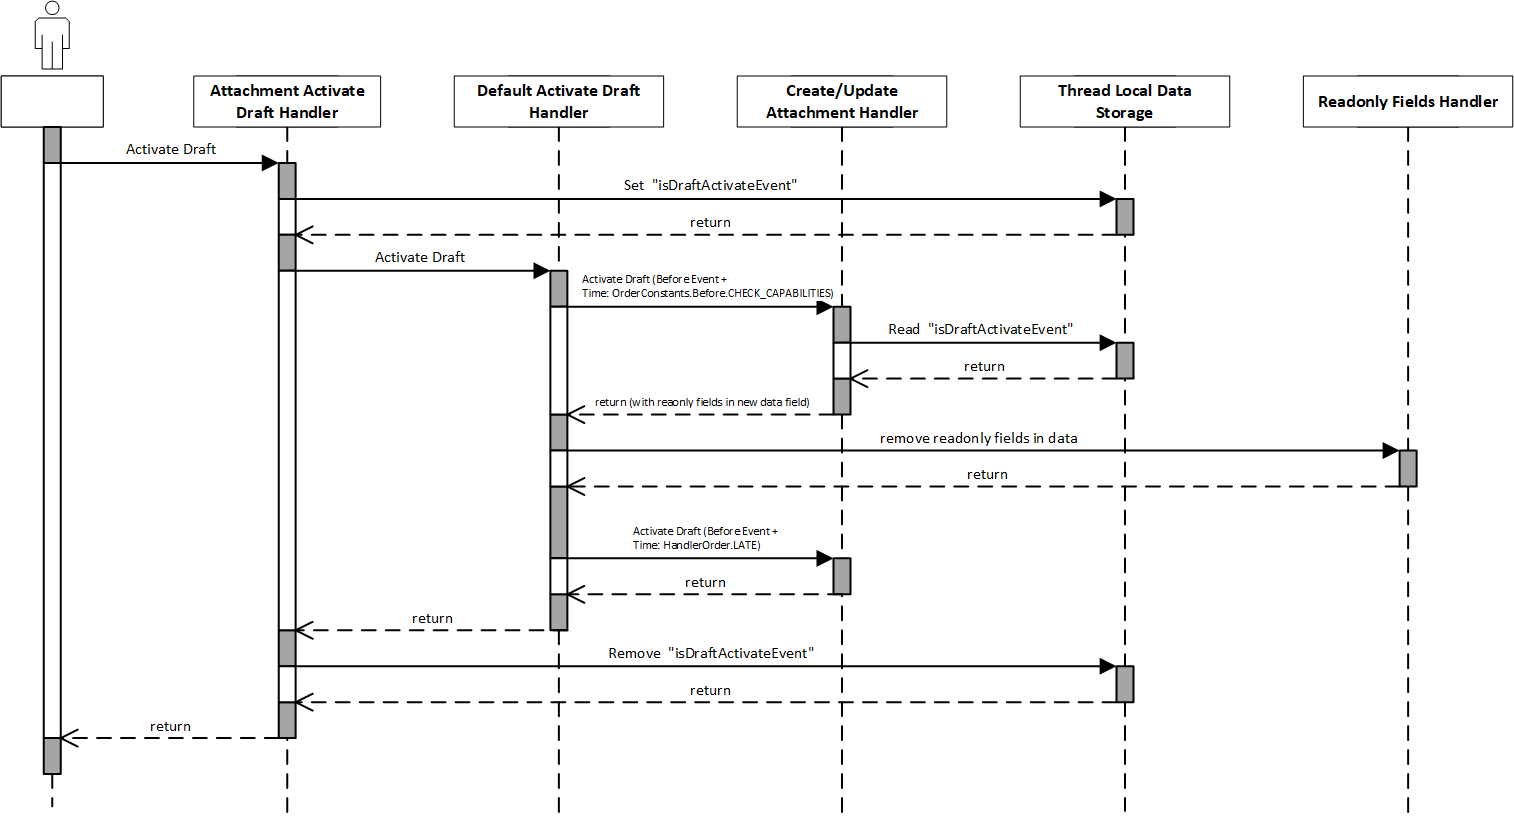 Attachment Activate
Draft Handler
Default Activate Draft
Handler
Create/Update
Attachment Handler
Thread Local Data
Storage
Readonly Fields Handler
Activate Draft
Set "isDraftActivateEvent"
return
Activate Draft
Activate Draft (Before Event +
Time: OrderConstants.Before.CHECK_CAPABILITIES)
Read "isDraftActivateEvent"
return
return (with reaonly fields in new data field)
remove readonly fields in data
return
Activate Draft (Before Event +
Time: HandlerOrder.LATE)
return
return
Remove "isDraftActivateEvent"
return
return